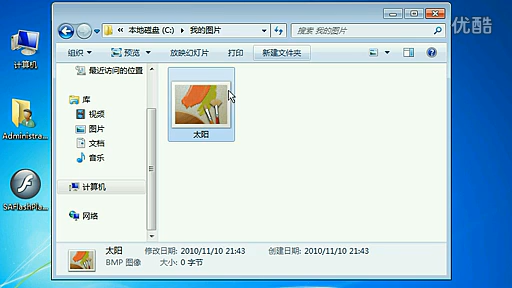 优酷
本地磁盘 (C:) 我的图片
搜索 我的图片
组织 预览 放映幻灯片 打印 新建文件夹
计算机
Administra...
SAFlashPla...
最近访问的位置
库
视频
图片
文档
音乐
计算机
网络
太阳
太阳 修改日期: 2010/11/10 21:43 创建日期: 2010/11/10 21:43
BMP 图像 大小: 0 字节